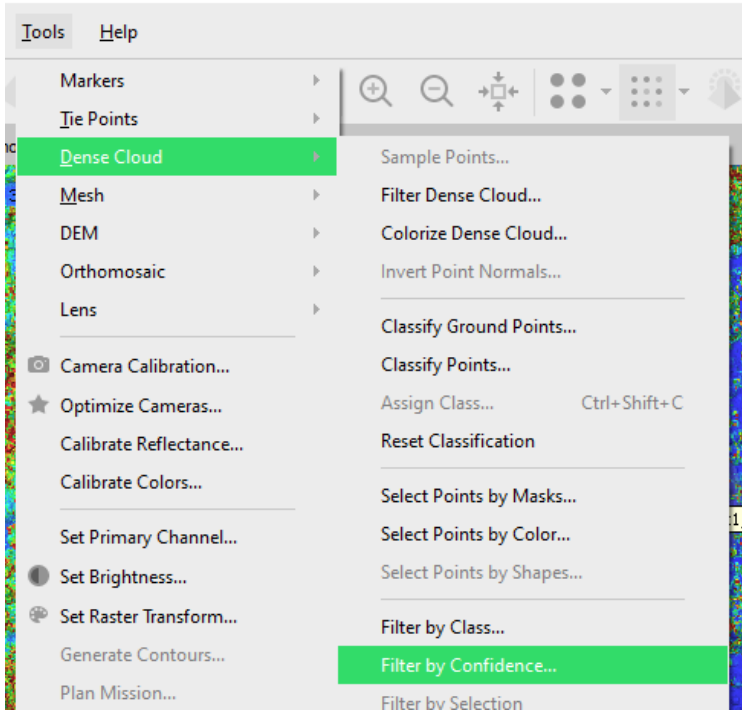 Tools Help
Markers
Tie Points
Dense Cloud
Mesh
DEM
Orthomosaic
Lens
Camera Calibration...
Optimize Cameras...
Calibrate Reflectance...
Calibrate Colors...
Set Primary Channel...
Set Brightness...
Set Raster Transform...
Generate Contours...
Plan Mission...
Sample Points...
Filter Dense Cloud...
Colorize Dense Cloud...
Invert Point Normals...
Classify Ground Points...
Classify Points...
Assign Class... Ctrl+Shift+C
Reset Classification
Select Points by Masks...
Select Points by Color...
Select Points by Shapes...
Filter by Class...
Filter by Confidence...
Filter by Selection